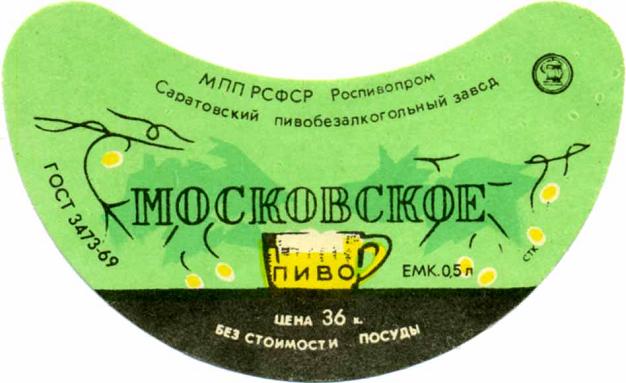 МПП РСФСР Роспивопром
Саратовский пивобезалкогольный завод
ГОСТ 3473-69
МОСКОВСКОЕ
ПИВО
ЕМК. 0,5 л
СТК
ЦЕНА 36 к.
БЕЗ СТОИМОСТИ ПОСУДЫ